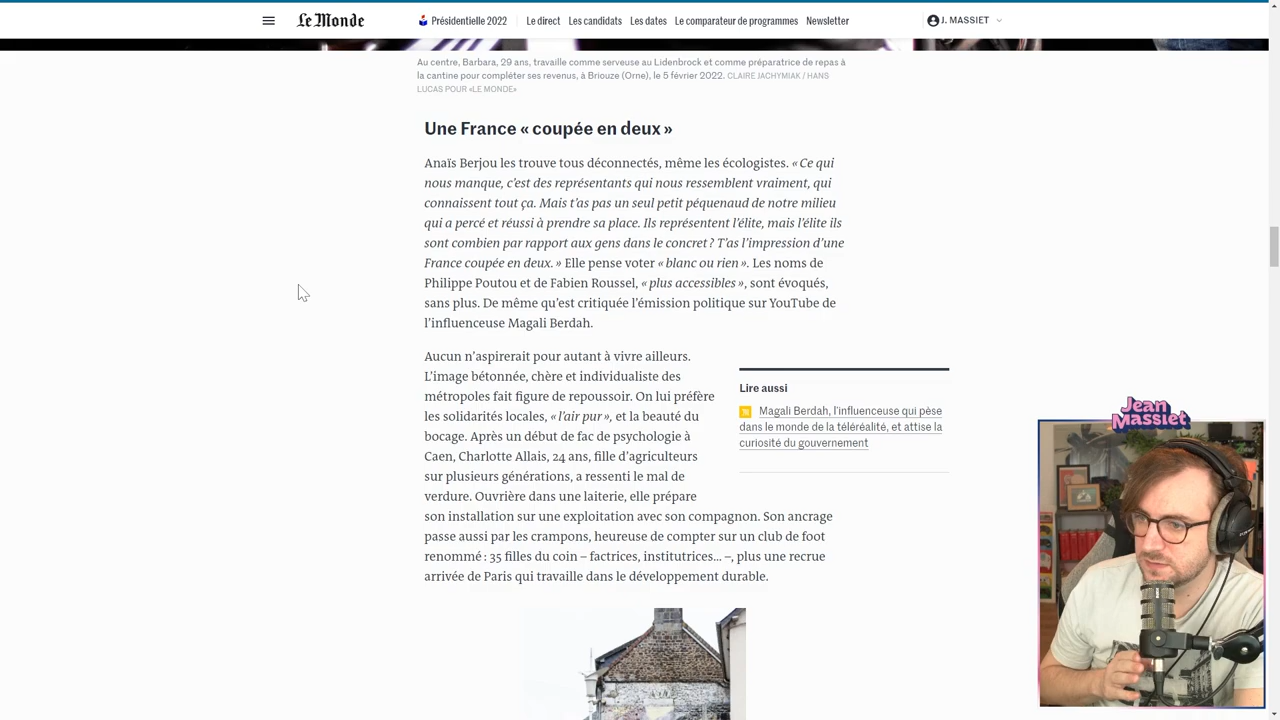 Le Monde
Présidentielle 2022
Le direct
Les candidats
Les dates
Le comparateur de programmes
Newsletter
J. MASSIET
Au centre, Barbara, 29 ans, travaille comme serveuse au Lidenbrock et comme préparatrice de repas à
la cantine pour compléter ses revenus, à Briouze (Orne), le 5 février 2022. CLAIRE JACHYMIAK / HANS
LUCAS POUR «LE MONDE»
Une France « coupée en deux »
Anaïs Berjou les trouve tous déconnectés, même les écologistes. « Ce qui
nous manque, c’est des représentants qui nous ressemblent vraiment, qui
connaissent tout ça. Mais t’as pas un seul petit péquenaud de notre milieu
qui a percé et réussi à prendre sa place. Ils représentent l’élite, mais l’élite ils
sont combien par rapport aux gens dans le concret ? T’as l’impression d’une
France coupée en deux. » Elle pense voter « blanc ou rien ». Les noms de
Philippe Poutou et de Fabien Roussel, « plus accessibles », sont évoqués,
sans plus. De même qu’est critiquée l’émission politique sur YouTube de
l’influenceuse Magali Berdah.
Aucun n’aspirerait pour autant à vivre ailleurs.
L’image bétonnée, chère et individualiste des
métropoles fait figure de repoussoir. On lui préfère
les solidarités locales, « l’air pur », et la beauté du
bocage. Après un début de fac de psychologie à
Caen, Charlotte Allais, 24 ans, fille d’agriculteurs
sur plusieurs générations, a ressenti le mal de
verdure. Ouvrière dans une laiterie, elle prépare
son installation sur une exploitation avec son compagnon. Son ancrage
passe aussi par les crampons, heureuse de compter sur un club de foot
renommé : 35 filles du coin – factrices, institutrices… –, plus une recrue
arrivée de Paris qui travaille dans le développement durable.
Lire aussi
Magali Berdah, l’influenceuse qui pèse
dans le monde de la téléréalité, et attise la
curiosité du gouvernement
Jean
Massiet